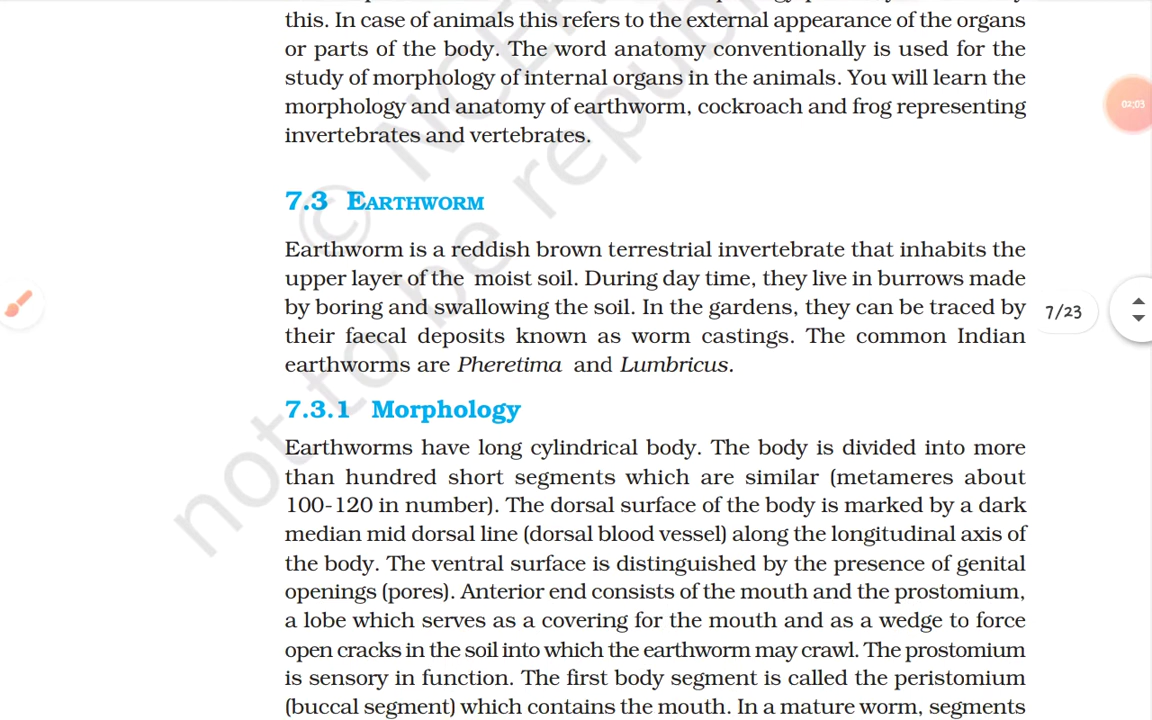 this. In case of animals this refers to the external appearance of the organs
or parts of the body. The word anatomy conventionally is used for the
study of morphology of internal organs in the animals. You will learn the
morphology and anatomy of earthworm, cockroach and frog representing
invertebrates and vertebrates.
02:03
7.3 EARTHWORM
Earthworm is a reddish brown terrestrial invertebrate that inhabits the
upper layer of the moist soil. During day time, they live in burrows made
by boring and swallowing the soil. In the gardens, they can be traced by
7/23
their faecal deposits known as worm castings. The common Indian
earthworms are Pheretima and Lumbricus.
7.3.1 Morphology
Earthworms have long cylindrical body. The body is divided into more
than hundred short segments which are similar (metameres about
100-120 in number). The dorsal surface of the body is marked by a dark
median mid dorsal line (dorsal blood vessel) along the longitudinal axis of
the body. The ventral surface is distinguished by the presence of genital
openings (pores). Anterior end consists of the mouth and the prostomium,
a lobe which serves as a covering for the mouth and as a wedge to force
open cracks in the soil into which the earthworm may crawl. The prostomium
is sensory in function. The first body segment is called the peristomium
(buccal segment) which contains the mouth. In a mature worm, segments
© NCER
not to be republ